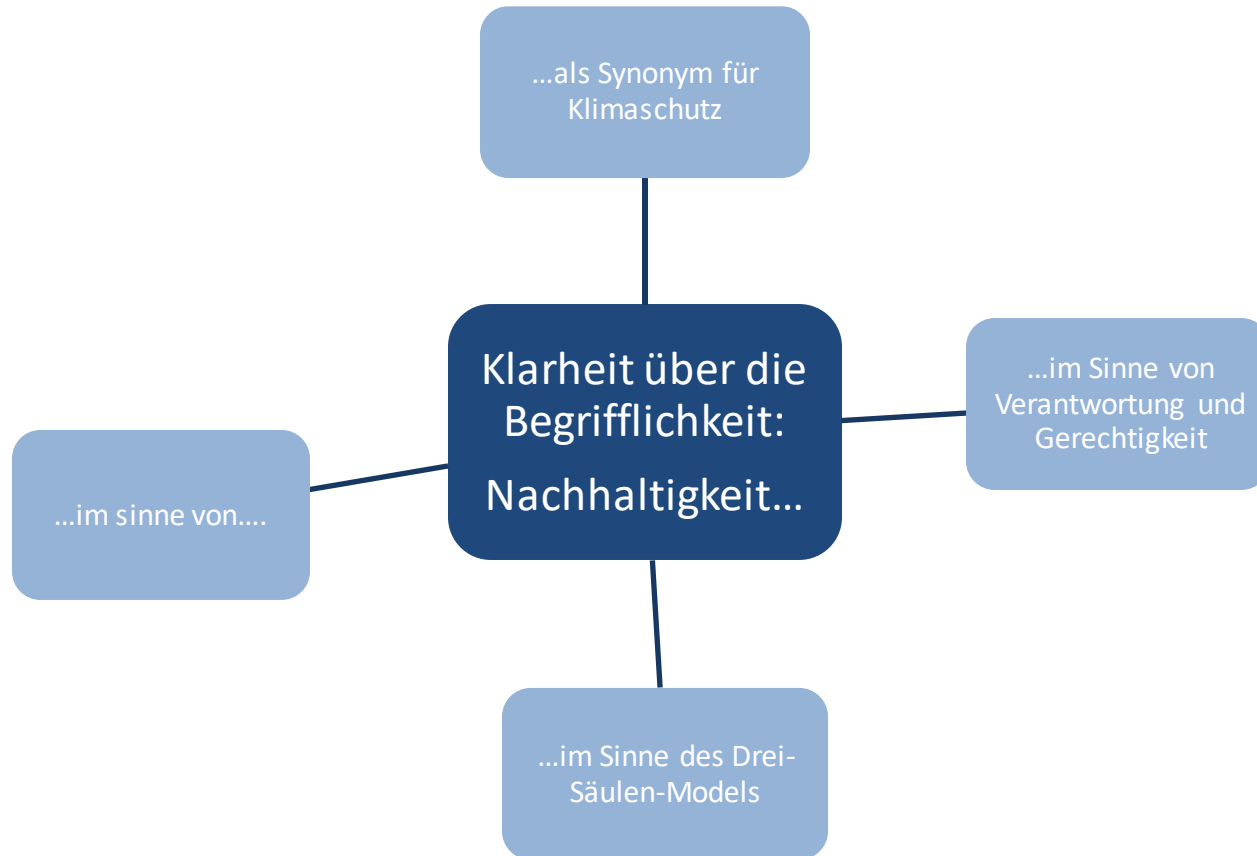 ...als Synonym für
Klimaschutz
Klarheit über die
Begrifflichkeit:
Nachhaltigkeit...
...im Sinne von
Verantwortung und
Gerechtigkeit
...im sinne von....
...im Sinne des Drei-
Säulen-Models